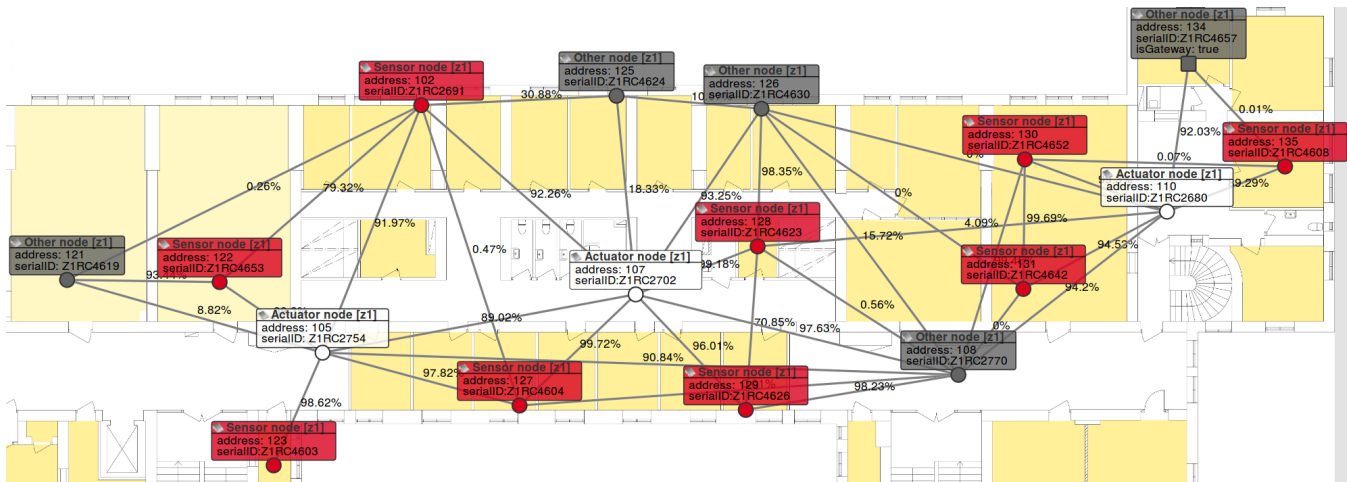 Other node [z1]
address: 134
serialID:Z1RC4657
isGateway: true
Other node [z1]
address: 125
serialID:Z1RC4624
Sensor node [z1]
address: 102
serialID:Z1RC2691
Other node [z1]
address: 126
serialID:Z1RC4630
30.88%
10
0.01%
Sensor node [z1]
address: 130
serialID:Z1RC4652
92.03%
Sensor node [z1]
address: 135
serialID:Z1RC4608
0%
0.07%
98.35%
Actuator node [z1]
address: 110
serialID:Z1RC2680
0.26%
79.32%
92.26%
18.33%
93.25%
0%
39.29%
Sensor node [z1]
address: 128
serialID:Z1RC4623
91.97%
4.09%
99.69%
15.72%
Other node [z1]
address: 121
serialID:Z1RC4619
Sensor node [z1]
address: 122
serialID:Z1RC4653
0.47%
Actuator node [z1]
address: 107
serialID:Z1RC2702
94.53%
Sensor node [z1]
address: 131
serialID:Z1RC4642
94.2%
8.82%
0.56%
Actuator node [z1]
address: 105
serialID: Z1RC2754
89.02%
70.85%
97.63%
0%
Other node [z1]
address: 108
serialID:Z1RC2770
99.72%
96.01%
90.84%
97.82%
Sensor node [z1]
address: 127
serialID:Z1RC4604
Sensor node [z1]
address: 129
serialID:Z1RC4626
98.23%
98.62%
Sensor node [z1]
address: 123
serialID:Z1RC4603